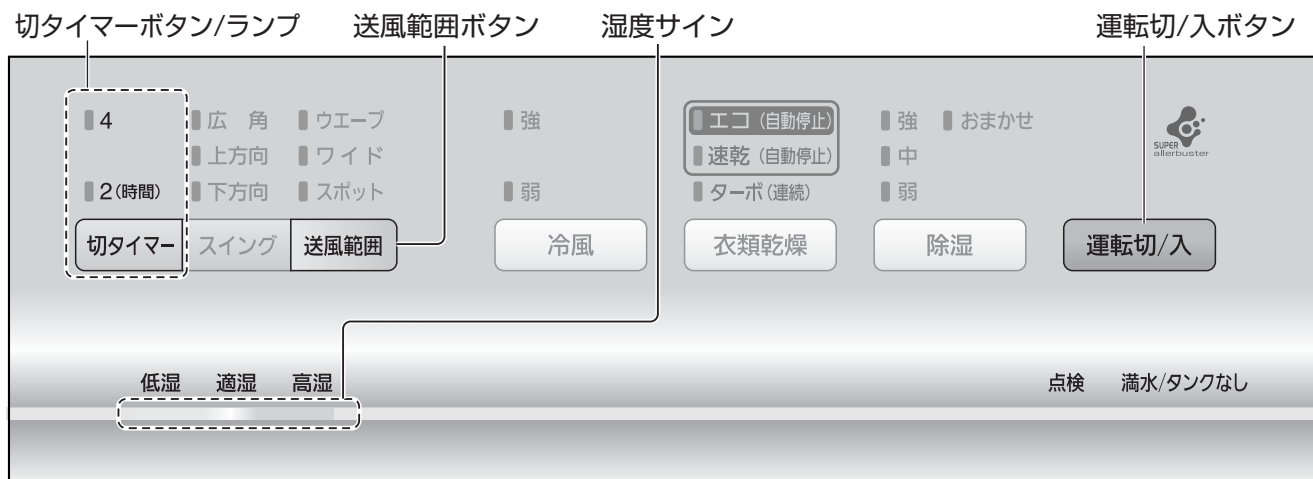 切タイマーボタン/ランプ 送風範囲ボタン 湿度サイン 運転切/入ボタン
4 広 角 ウエーブ 強 エコ(自動停止) 強 おまかせ
上方向 ワイド 速乾(自動停止) 中
2(時間) 下方向 スポット 弱 ターボ(連続) 弱
SUPER
allerbuster
切タイマー スイング 送風範囲 冷風 衣類乾燥 除湿 運転切/入
低湿 適湿 高湿 点検 満水/タンクなし